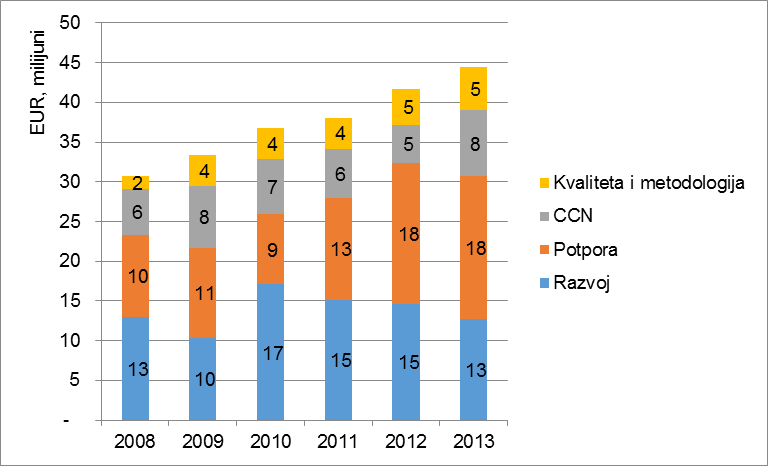 EUR, milijuni
50
45
40
35
30
25
20
15
10
5
-
2 4 4 4 5 5
6 8 7 6 5 8
10 11 9 13 18 18
13 10 17 15 15 13
2008 2009 2010 2011 2012 2013
Kvaliteta i metodologija
CCN
Potpora
Razvoj